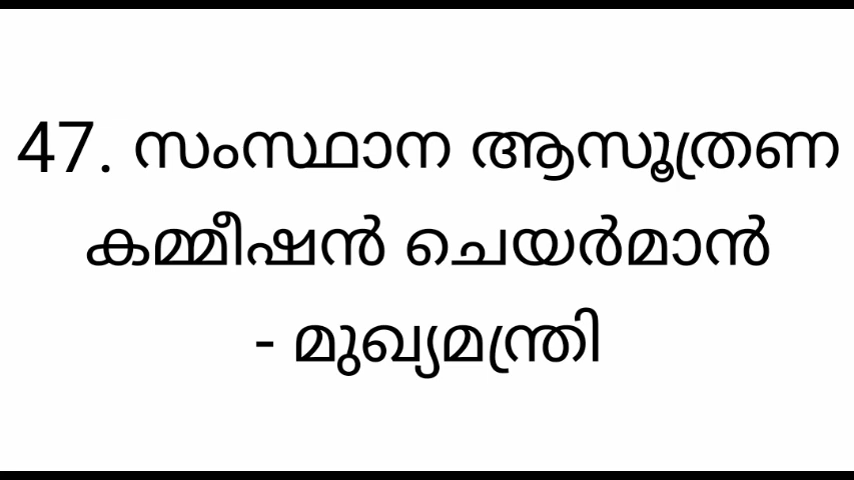 47. സംസ്ഥാന ആസൂത്രണ
കമ്മീഷൻ ചെയർമാൻ
- മുഖ്യമന്ത്രി